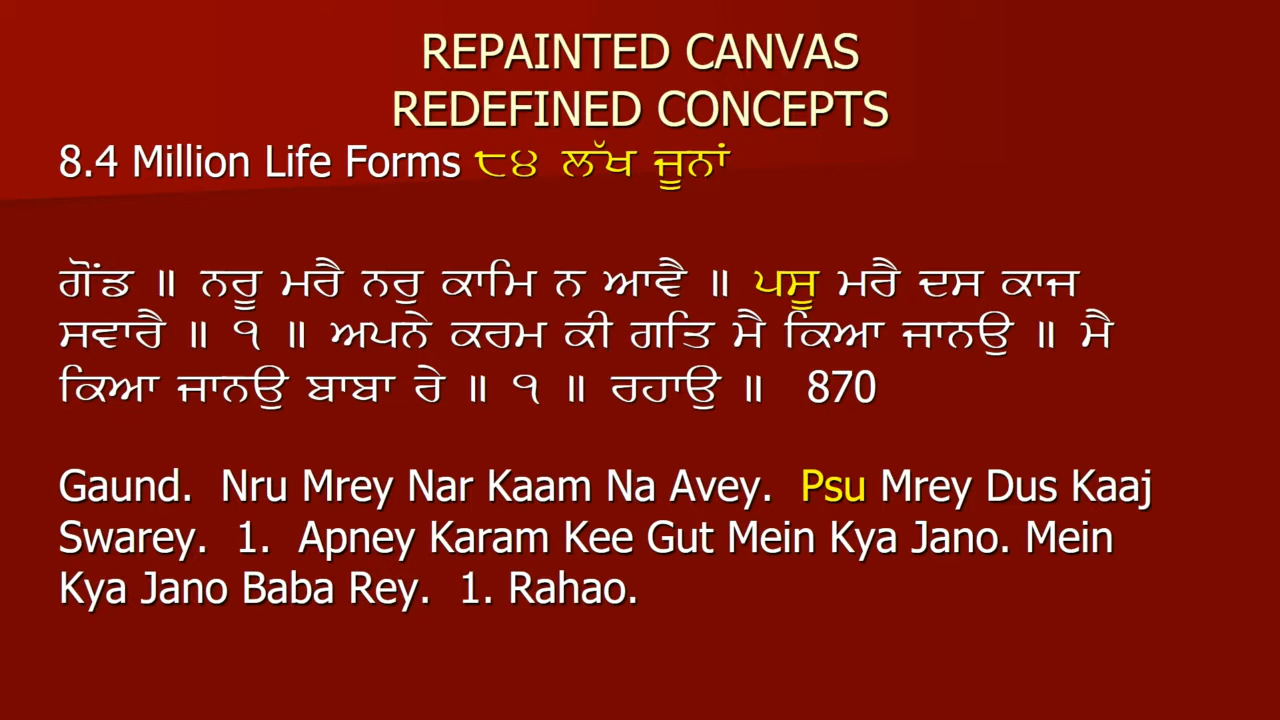 REPAINTED CANVAS
REDEFINED CONCEPTS
8.4 Million Life Forms ੮੪ ਲੱਖ ਜੂਨਾਂ
ਗੋਂਡ ॥ ਨਰੂ ਮਰੈ ਨਰੁ ਕਾਮਿ ਨ ਆਵੈ ॥ ਪਸੂ ਮਰੈ ਦਸ ਕਾਜ
ਸਵਾਰੈ ॥ ੧ ॥ ਅਪਨੇ ਕਰਮ ਕੀ ਗਤਿ ਮੈ ਕਿਆ ਜਾਨਉ ॥ ਮੈ
ਕਿਆ ਜਾਨਉ ਬਾਬਾ ਰੇ ॥ ੧ ॥ ਰਹਾਉ ॥ 870
Gaund. Nru Mrey Nar Kaam Na Avey. Psu Mrey Dus Kaaj
Swarey. 1. Apney Karam Kee Gut Mein Kya Jano. Mein
Kya Jano Baba Rey. 1. Rahao.